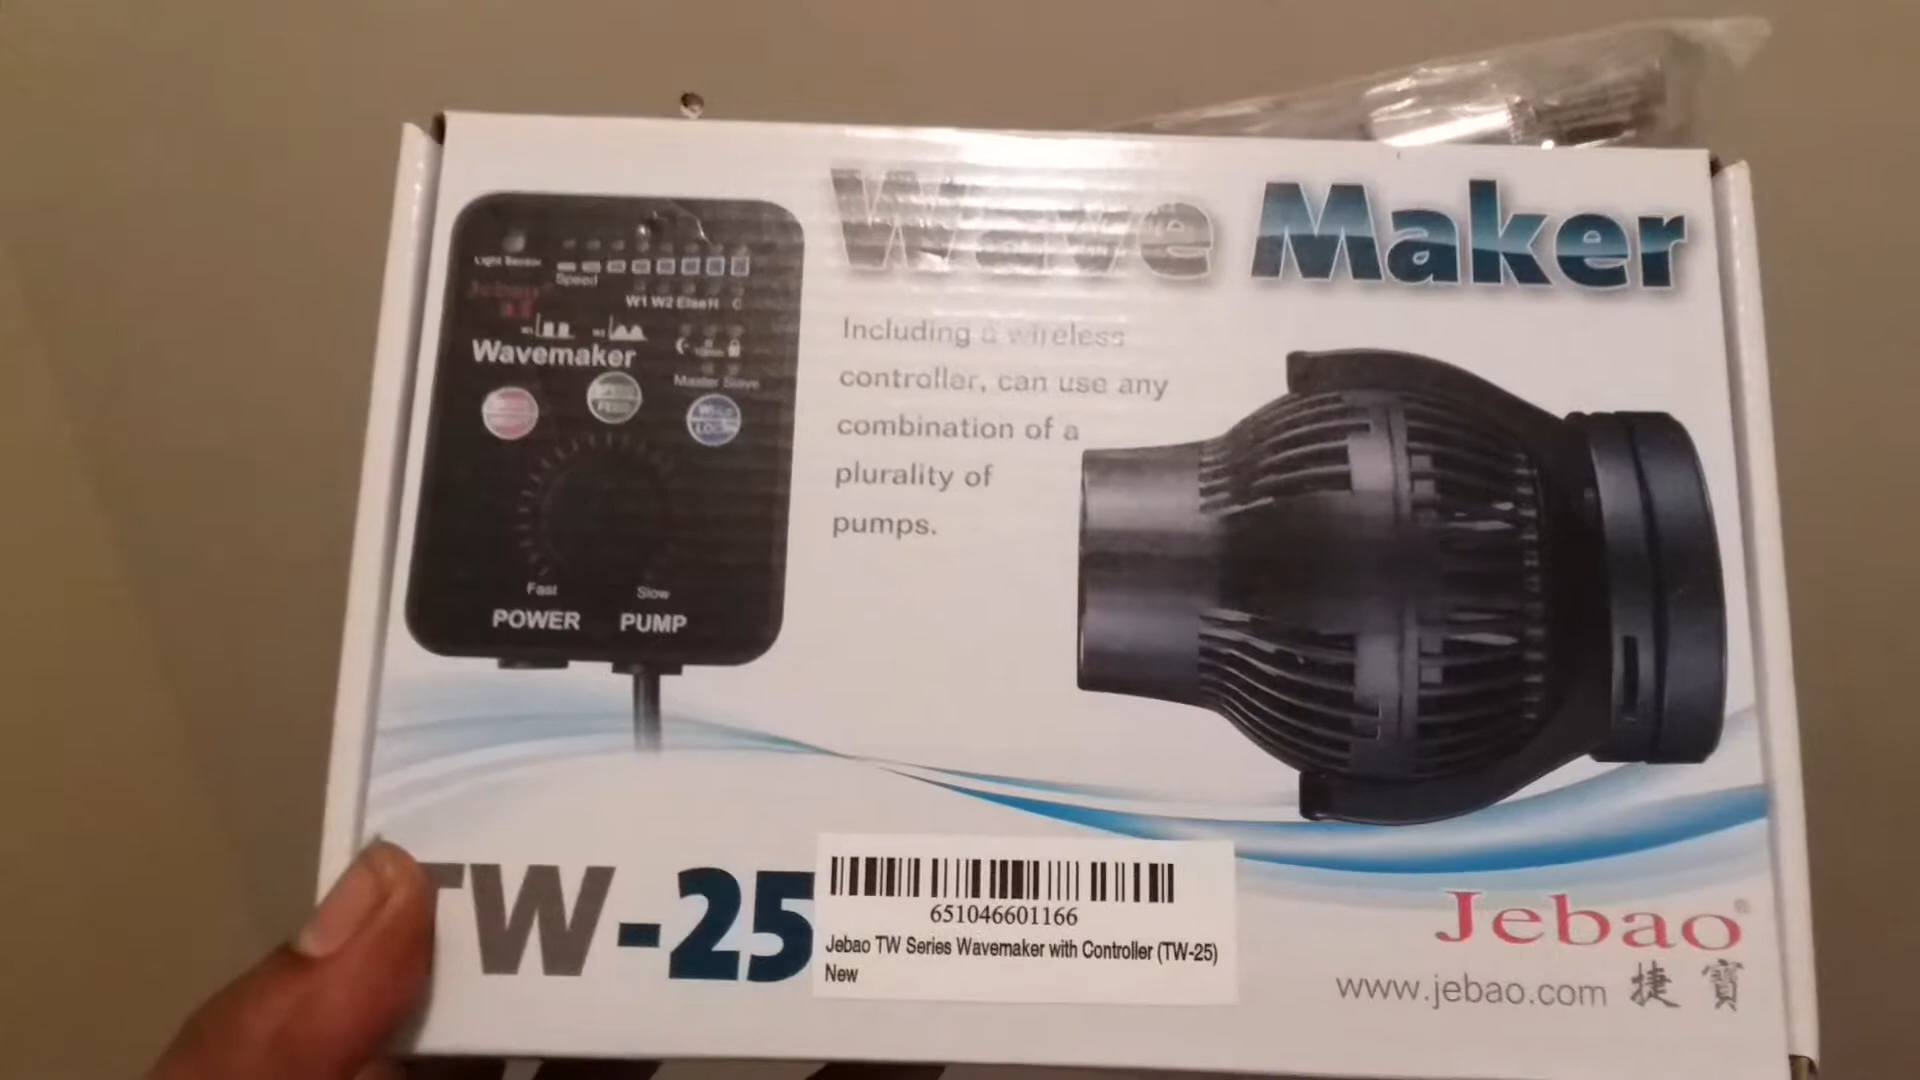 Wave Maker
Including a wireless
controller, can use any
combination of a
plurality of
pumps.
Light Sensor
Speed
Jebao
W1 W2 Else H C
Wavemaker
Master Slave
FEED
Fast Slow
POWER PUMP
TW-25
651046601166
Jebao TW Series Wavemaker with Controller (TW-25)
New
Jebao®
www.jebao.com 捷寶